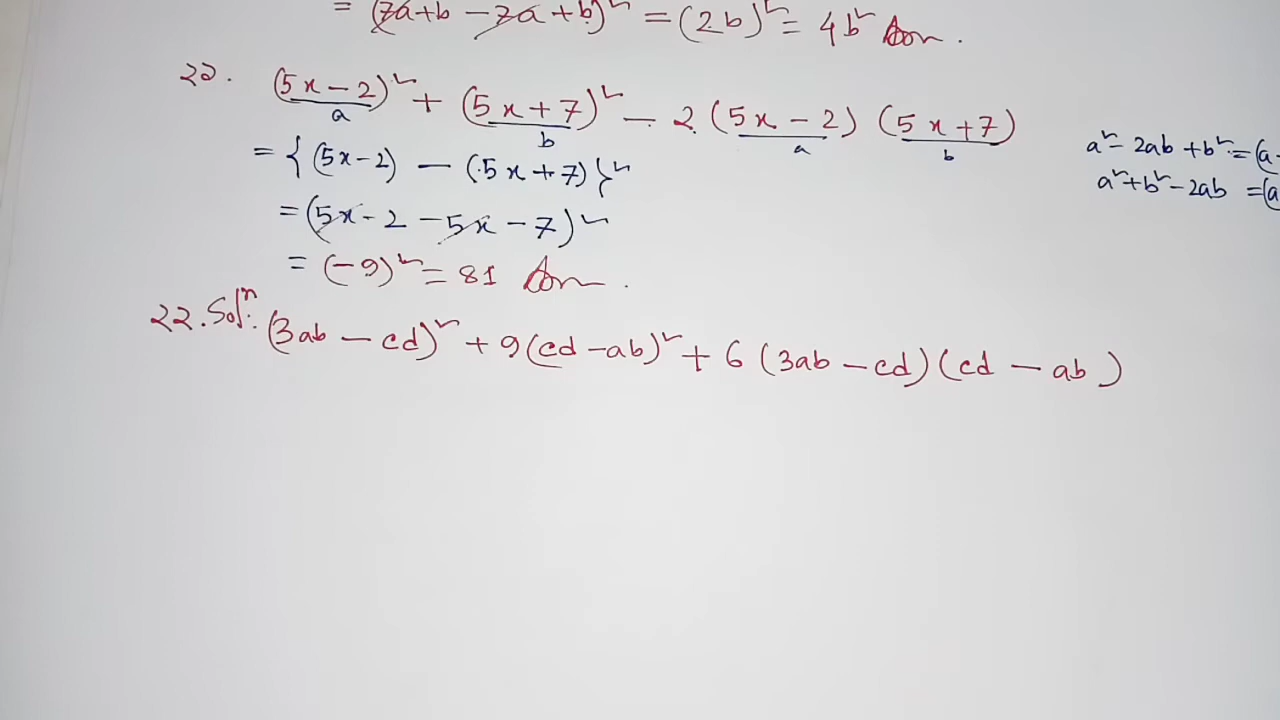 = (7a+b −7a+b)² = (2b)² = 4b² Ans.
২১. (5x−2)² + (5x+7)² − 2(5x−2)(5x+7)
a b a b
= {(5x−2) − (5x+7)}²
a²−2ab+b²=(a-
= (5x−2−5x−7)²
a²+b²−2ab =(a
= (−9)² = 81 Ans.
22. Solⁿ: (3ab−cd)² + 9(cd−ab)² + 6(3ab−cd)(cd−ab)